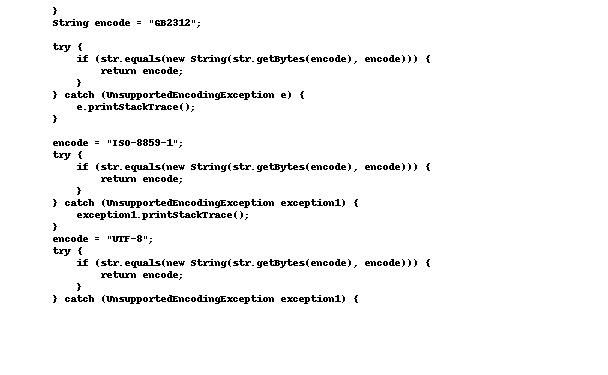 }
String encode = "GB2312";
try {
if (str.equals(new String(str.getBytes(encode), encode))) {
return encode;
}
} catch (UnsupportedEncodingException e) {
e.printStackTrace();
}
encode = "ISO-8859-1";
try {
if (str.equals(new String(str.getBytes(encode), encode))) {
return encode;
}
} catch (UnsupportedEncodingException exception1) {
exception1.printStackTrace();
}
encode = "UTF-8";
try {
if (str.equals(new String(str.getBytes(encode), encode))) {
return encode;
}
} catch (UnsupportedEncodingException exception1) {